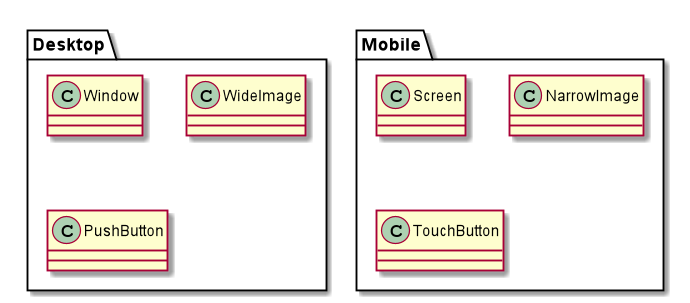 Desktop
C Window
C WideImage
C PushButton
Mobile
C Screen
C NarrowImage
C TouchButton